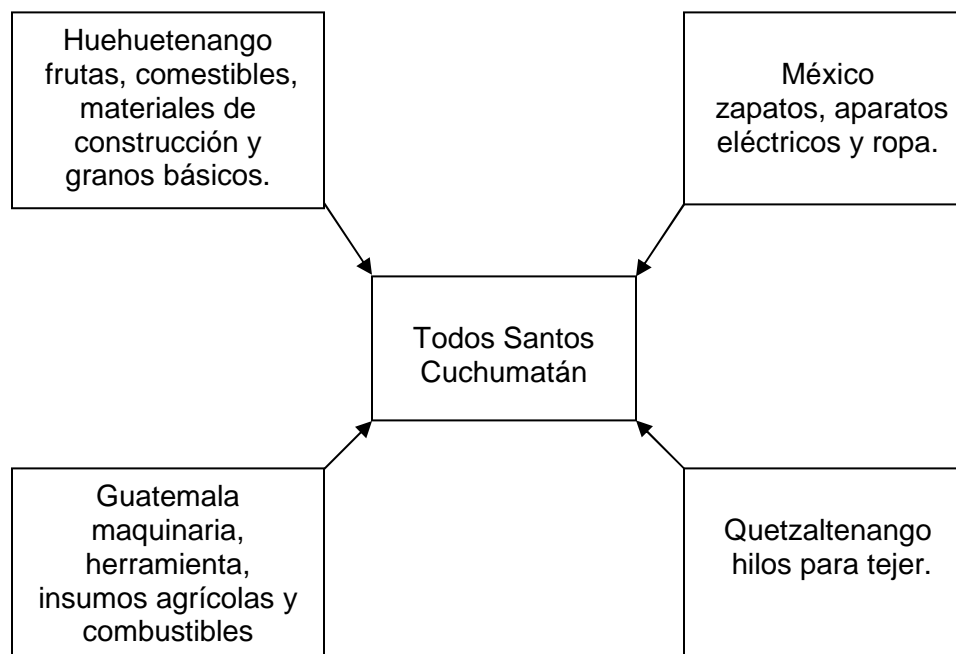 Huehuetenango
frutas, comestibles,
materiales de
construcción y
granos básicos.
México
zapatos, aparatos
eléctricos y ropa.
Todos Santos
Cuchumatán
Guatemala
maquinaria,
herramienta,
insumos agrícolas y
combustibles
Quetzaltenango
hilos para tejer.